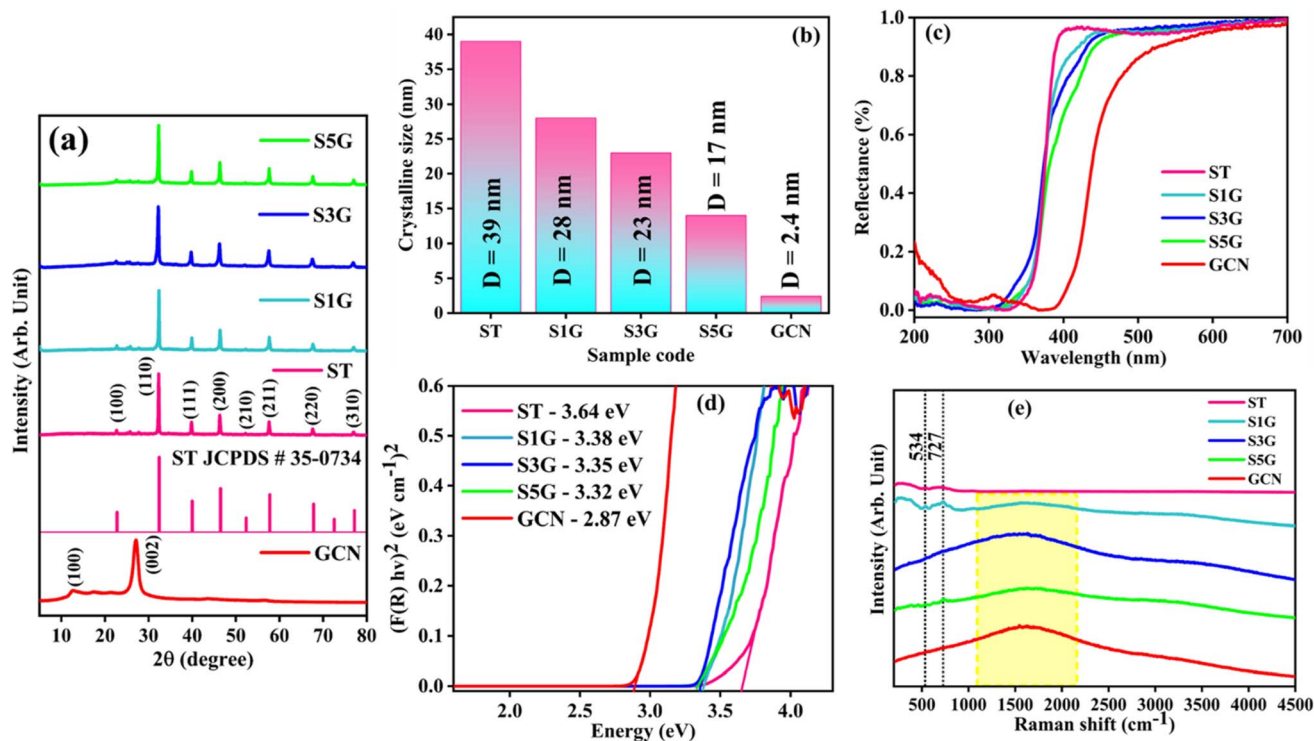 (a)
S5G
S3G
S1G
ST
(100)
(110)
(111)
(200)
(210)
(211)
(220)
(310)
ST JCPDS # 35-0734
GCN
(100)
(002)
Intensity (Arb. Unit)
10 20 30 40 50 60 70 80
2θ (degree)
(b)
40
35
30
25
20
15
10
5
0
Crystalline size (nm)
D = 39 nm
D = 28 nm
D = 23 nm
D = 17 nm
D = 2.4 nm
ST S1G S3G S5G GCN
Sample code
(c)
1.0
0.8
0.6
0.4
0.2
0.0
Reflectance (%)
ST
S1G
S3G
S5G
GCN
200 300 400 500 600 700
Wavelength (nm)
(d)
0.6
0.5
0.4
0.3
0.2
0.1
0.0
(F(R) hv)² (eV cm⁻¹)²
ST - 3.64 eV
S1G - 3.38 eV
S3G - 3.35 eV
S5G - 3.32 eV
GCN - 2.87 eV
2.0 2.5 3.0 3.5 4.0
Energy (eV)
(e)
534
727
ST
S1G
S3G
S5G
GCN
Intensity (Arb. Unit)
500 1000 1500 2000 2500 3000 3500 4000 4500
Raman shift (cm⁻¹)